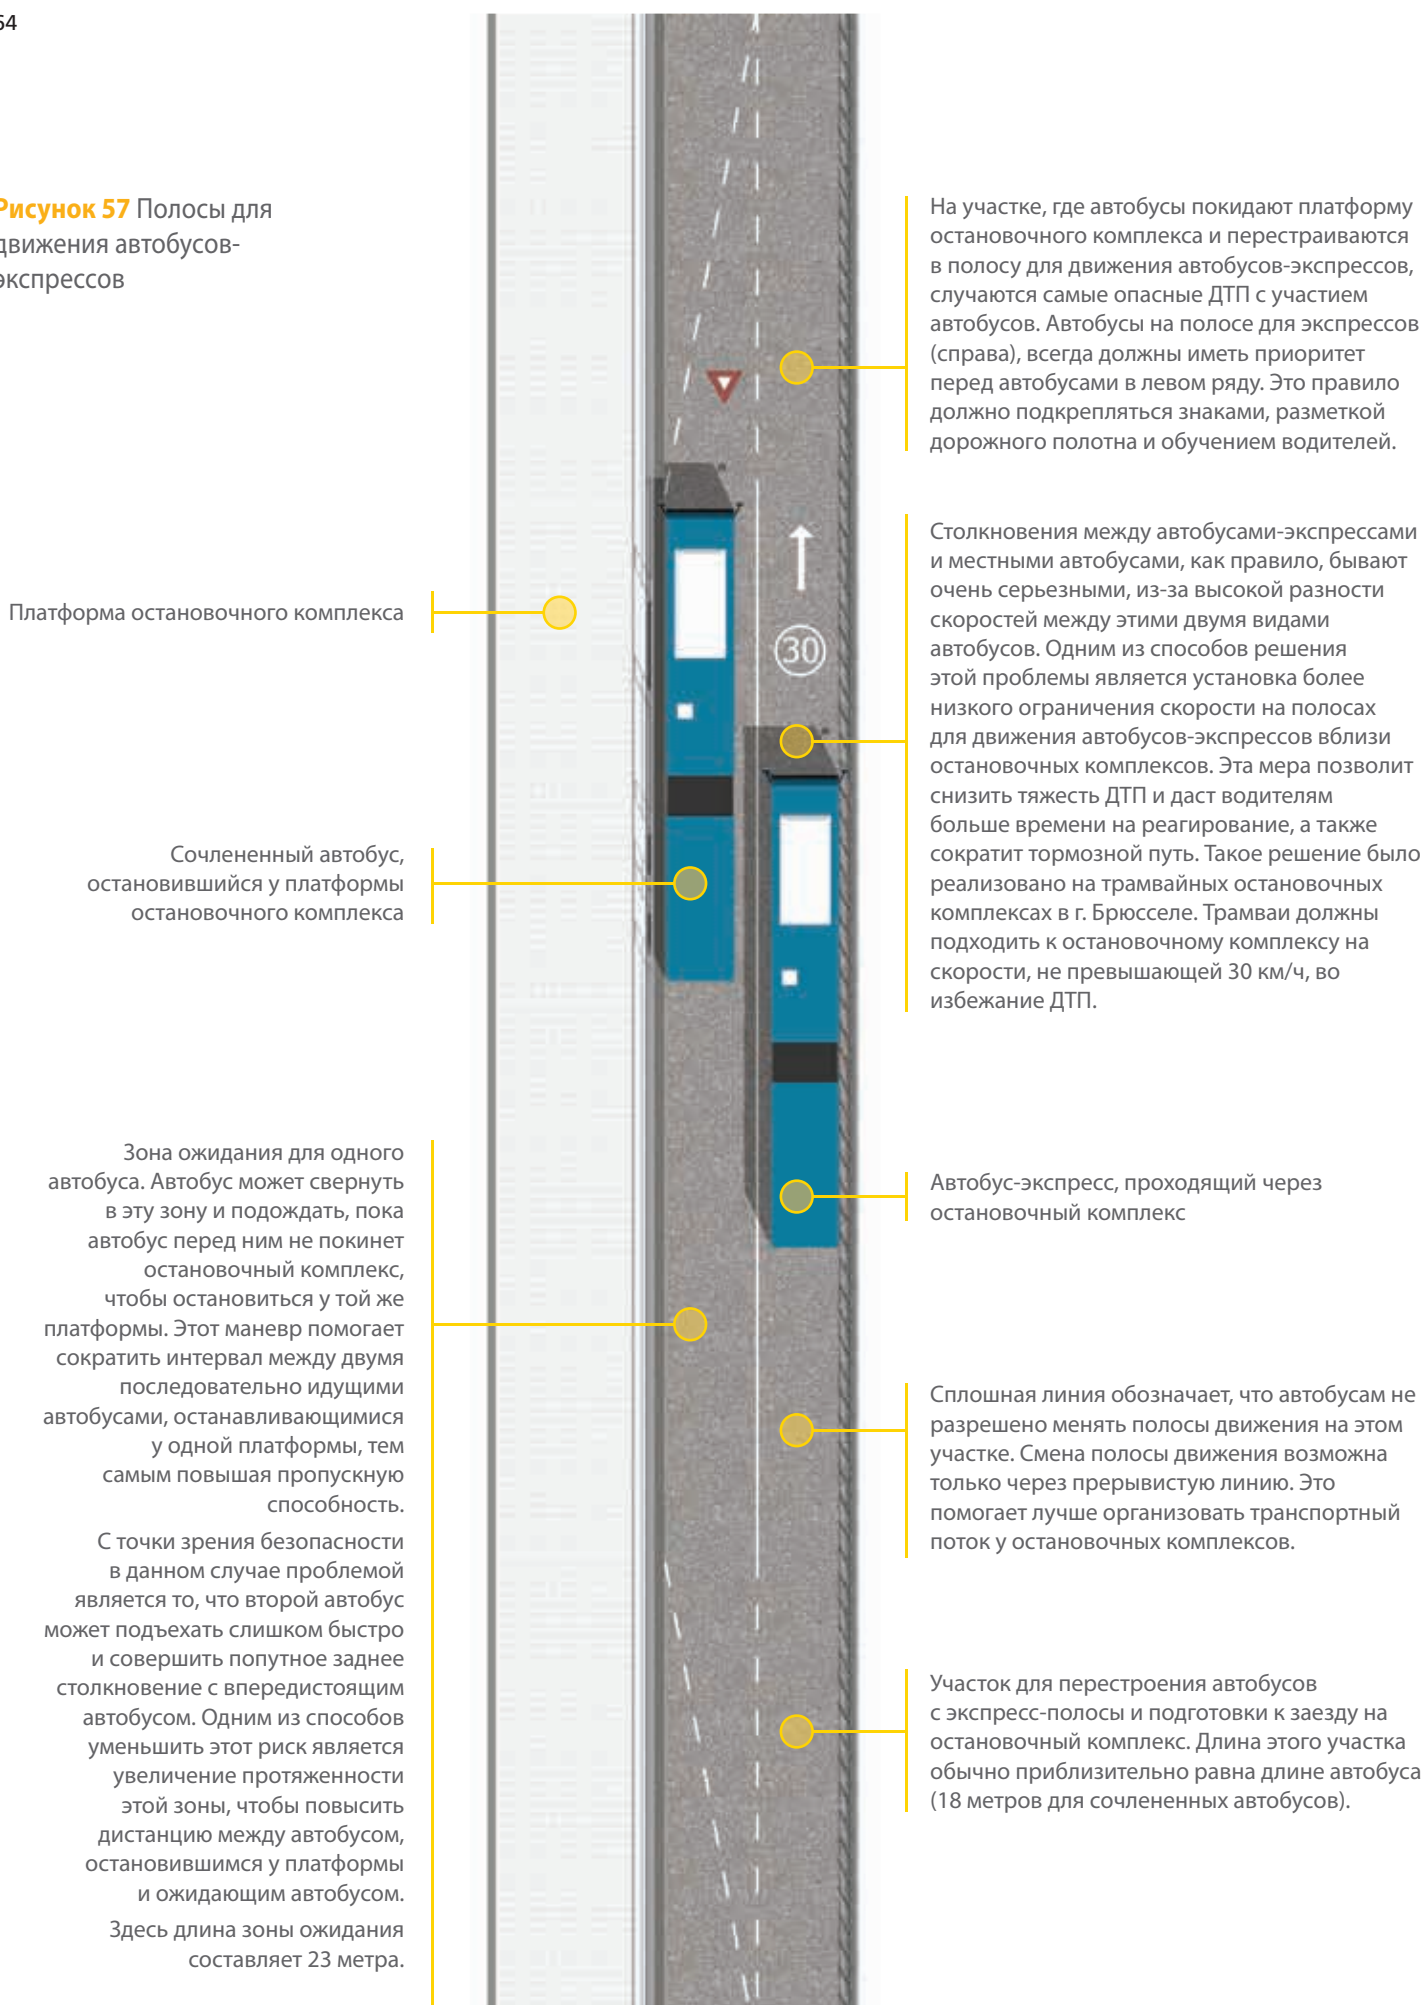 64
Рисунок 57 Полосы для
движения автобусов-
экспрессов
На участке, где автобусы покидают платформу
остановочного комплекса и перестраиваются
в полосу для движения автобусов-экспрессов,
случаются самые опасные ДТП с участием
автобусов. Автобусы на полосе для экспрессов
(справа), всегда должны иметь приоритет
перед автобусами в левом ряду. Это правило
должно подкрепляться знаками, разметкой
дорожного полотна и обучением водителей.
Столкновения между автобусами-экспрессами
и местными автобусами, как правило, бывают
очень серьезными, из-за высокой разности
скоростей между этими двумя видами
автобусов. Одним из способов решения
этой проблемы является установка более
низкого ограничения скорости на полосах
для движения автобусов-экспрессов вблизи
остановочных комплексов. Эта мера позволит
снизить тяжесть ДТП и даст водителям
больше времени на реагирование, а также
сократит тормозной путь. Такое решение было
реализовано на трамвайных остановочных
комплексах в г. Брюсселе. Трамваи должны
подходить к остановочному комплексу на
скорости, не превышающей 30 км/ч, во
избежание ДТП.
Платформа остановочного комплекса
30
Сочлененный автобус,
остановившийся у платформы
остановочного комплекса
Зона ожидания для одного
автобуса. Автобус может свернуть
в эту зону и подождать, пока
автобус перед ним не покинет
остановочный комплекс,
чтобы остановиться у той же
платформы. Этот маневр помогает
сократить интервал между двумя
последовательно идущими
автобусами, останавливающимися
у одной платформы, тем
самым повышая пропускную
способность.
С точки зрения безопасности
в данном случае проблемой
является то, что второй автобус
может подъехать слишком быстро
и совершить попутное заднее
столкновение с впередистоящим
автобусом. Одним из способов
уменьшить этот риск является
увеличение протяженности
этой зоны, чтобы повысить
дистанцию между автобусом,
остановившимся у платформы
и ожидающим автобусом.
Здесь длина зоны ожидания
составляет 23 метра.
Автобус-экспресс, проходящий через
остановочный комплекс
Сплошная линия обозначает, что автобусам не
разрешено менять полосы движения на этом
участке. Смена полосы движения возможна
только через прерывистую линию. Это
помогает лучше организовать транспортный
поток у остановочных комплексов.
Участок для перестроения автобусов
с экспресс-полосы и подготовки к заезду на
остановочный комплекс. Длина этого участка
обычно приблизительно равна длине автобуса
(18 метров для сочлененных автобусов).